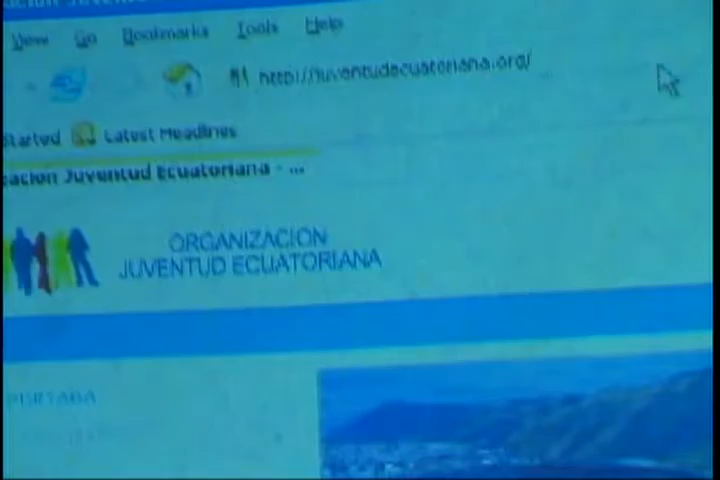 View Go Bookmarks Tools Help
http://juventudecuatoriana.org/
Started Latest Headlines
Juventud Ecuatoriana - ...
ORGANIZACION
JUVENTUD ECUATORIANA